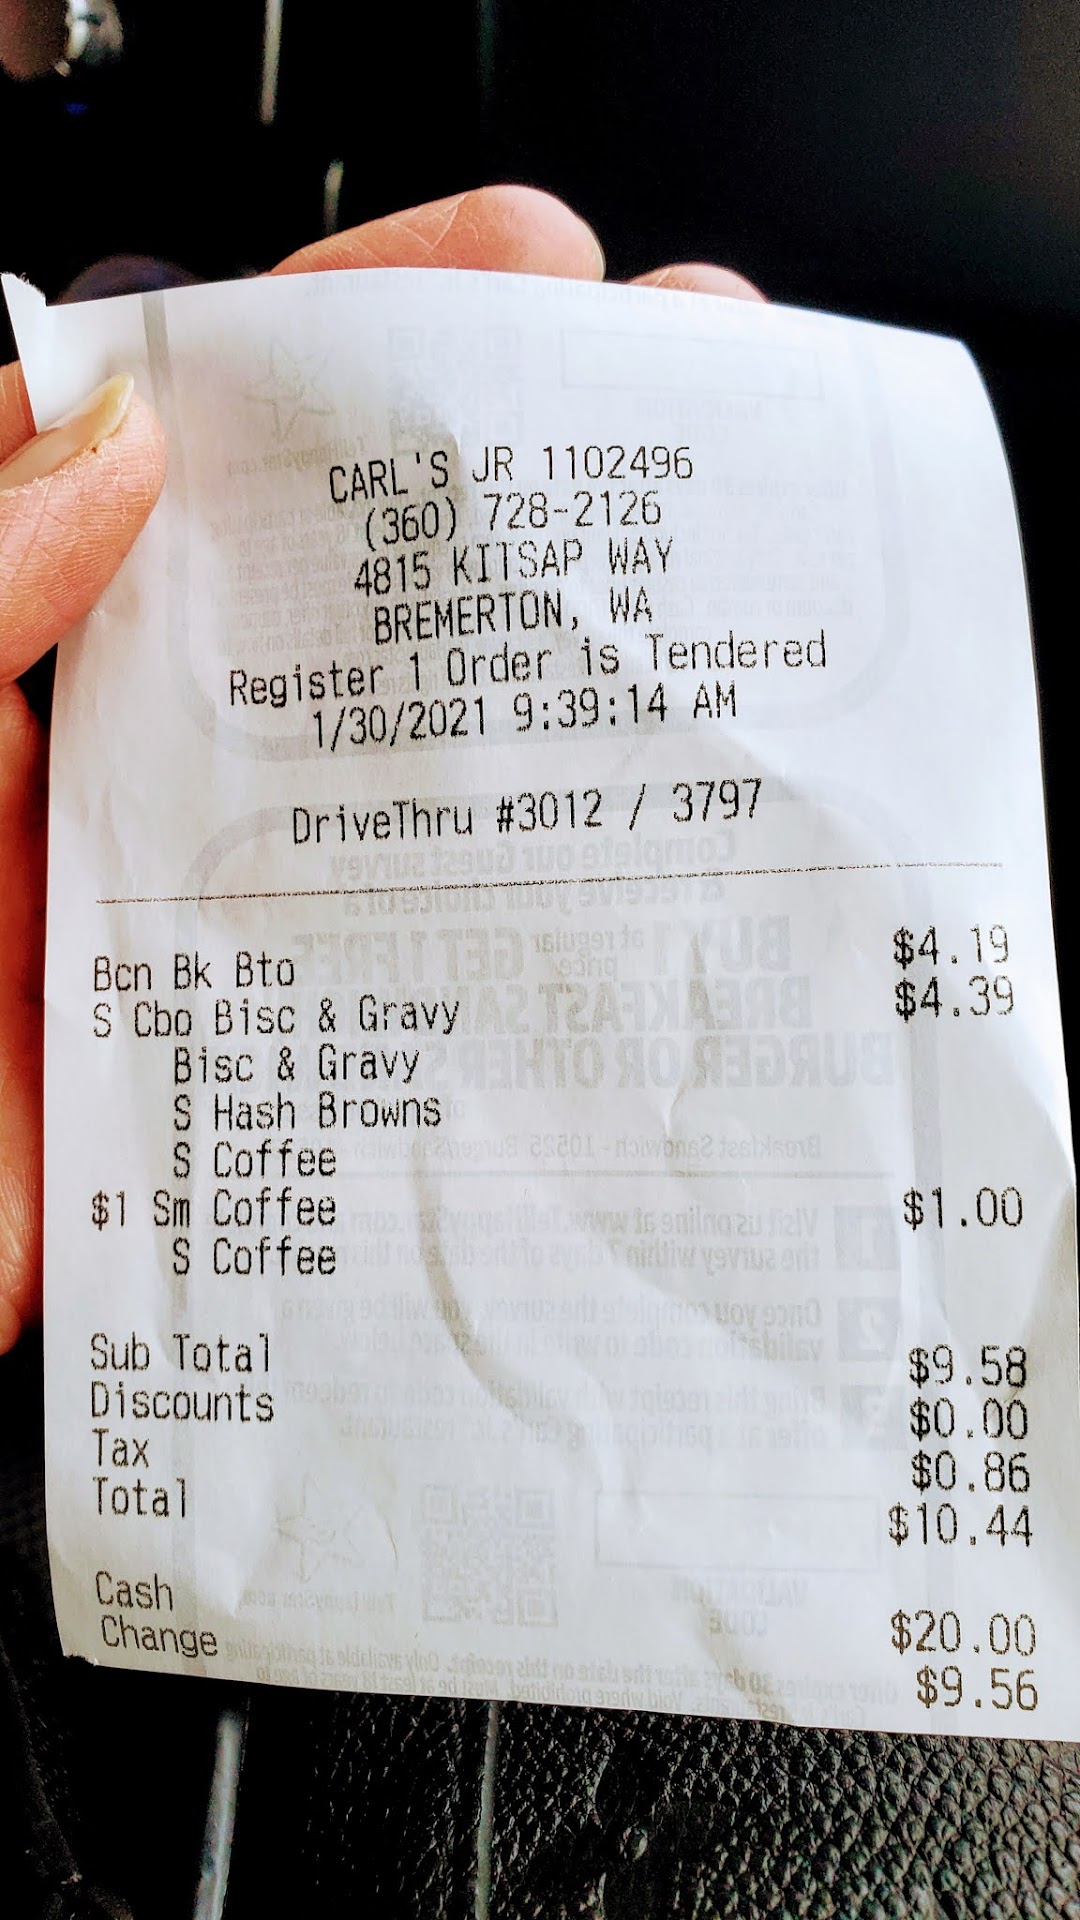 CARL'S JR 1102496
(360) 728-2126
4815 KITSAP WAY
BREMERTON, WA
Register 1 Order is Tendered
1/30/2021 9:39:14 AM
DriveThru #3012 / 3797
Bcn Bk Bto $4.19
S Cbo Bisc & Gravy $4.39
Bisc & Gravy
S Hash Browns
S Coffee
$1 Sm Coffee $1.00
S Coffee
Sub Total $9.58
Discounts $0.00
Tax $0.86
Total $10.44
Cash $20.00
Change $9.56